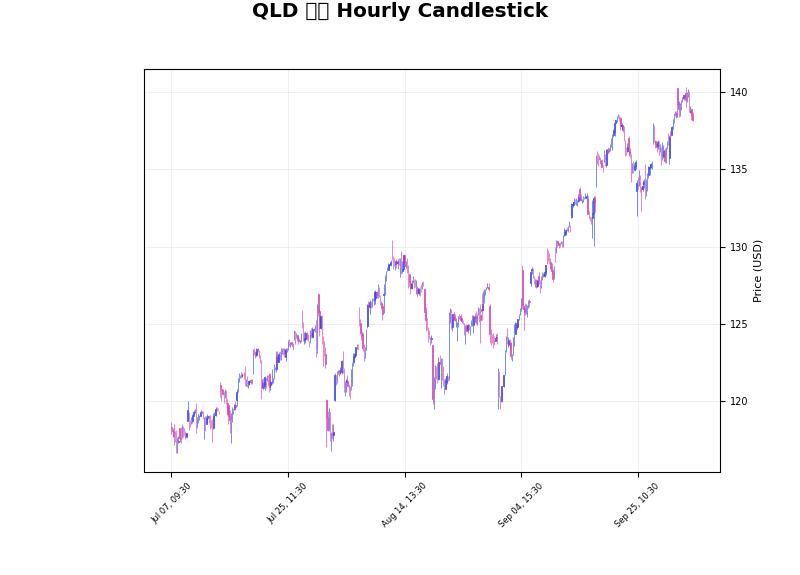 QLD Hourly Candlestick
140
135
130
125
120
Price (USD)
Jul 07, 09:30
Jul 25, 11:30
Aug 14, 13:30
Sep 04, 15:30
Sep 25, 10:30